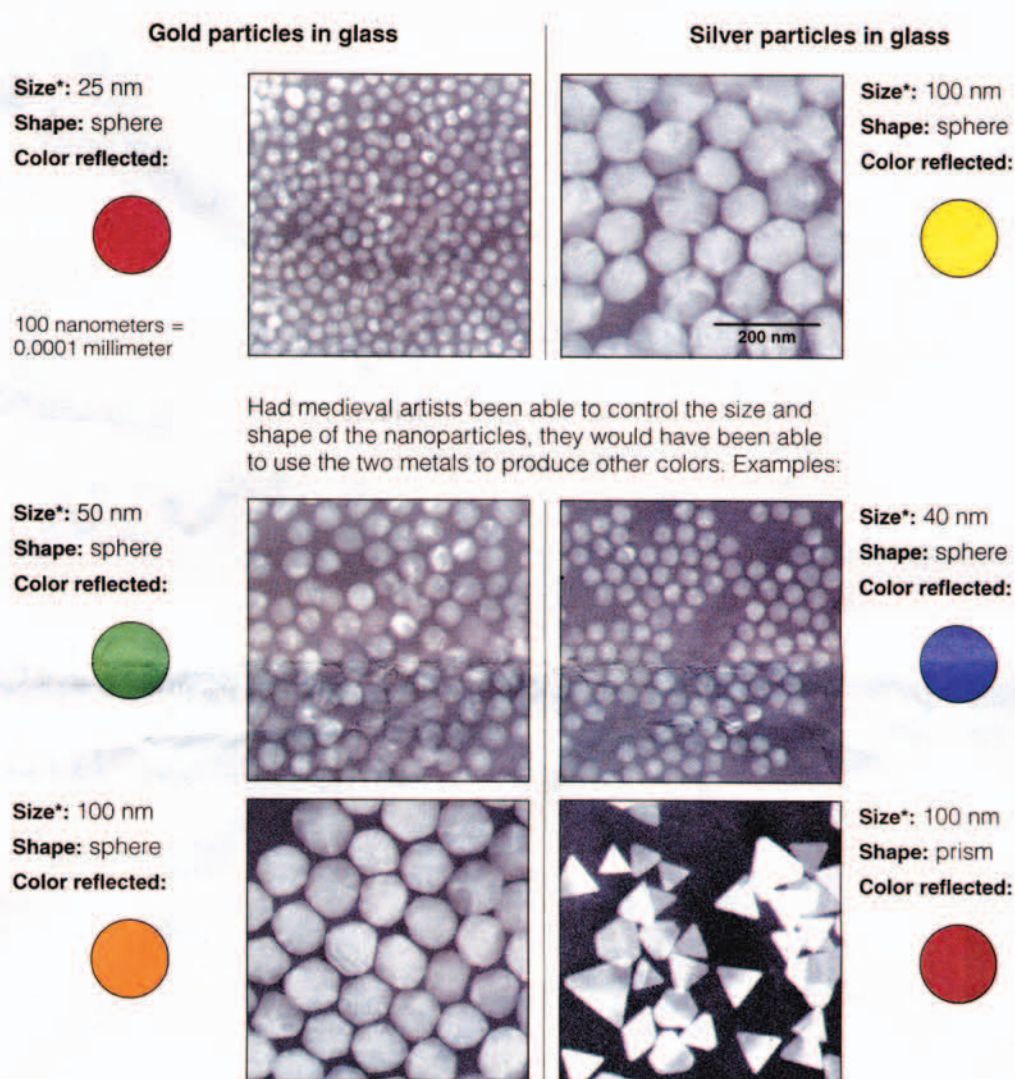 Gold particles in glass
Silver particles in glass
Size*: 25 nm
Shape: sphere
Color reflected:
100 nanometers =
0.0001 millimeter
Size*: 100 nm
Shape: sphere
Color reflected:
200 nm
Had medieval artists been able to control the size and
shape of the nanoparticles, they would have been able
to use the two metals to produce other colors. Examples:
Size*: 50 nm
Shape: sphere
Color reflected:
Size*: 40 nm
Shape: sphere
Color reflected:
Size*: 100 nm
Shape: sphere
Color reflected:
Size*: 100 nm
Shape: prism
Color reflected: